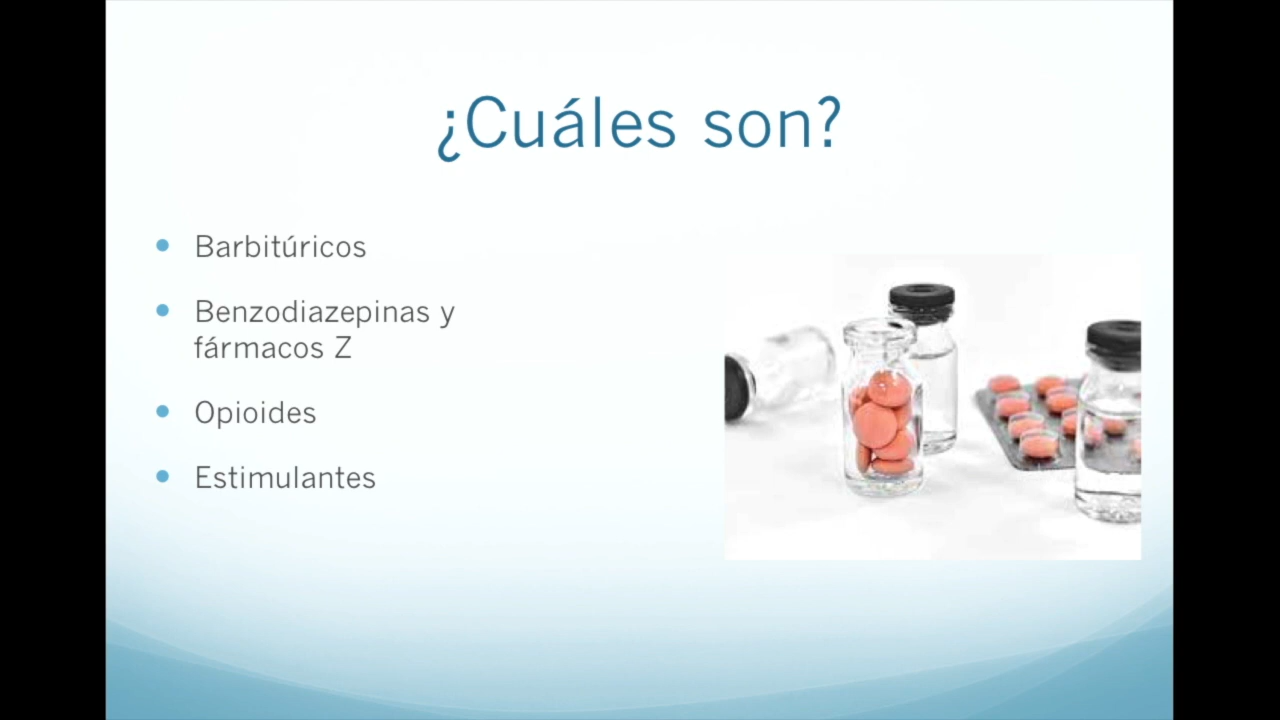 ¿Cuáles son?
Barbitúricos
Benzodiazepinas y
fármacos Z
Opioides
Estimulantes